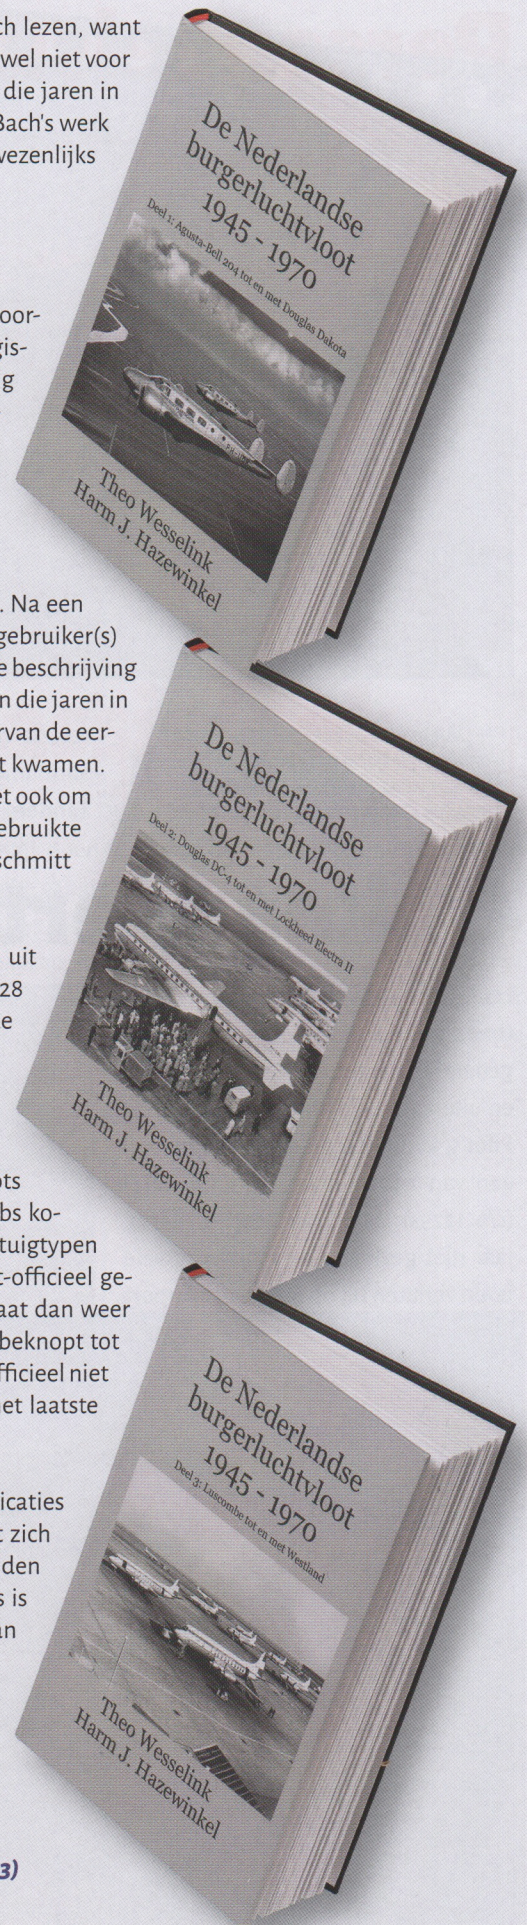 ch lezen, want
wel niet voor
die jaren in
Bach's werk
wezenlijks
oor-
gis-
g
. Na een
gebruiker(s)
e beschrijving
n die jaren in
rvan de eer-
t kwamen.
et ook om
ebruikte
schmitt
uit
28
e
ots
bs ko-
tuigtypen
t-officieel ge-
aat dan weer
beknopt tot
fficieel niet
net laatste
icaties
t zich
den
s is
an
3)
De Nederlandse
burgerluchtvloot
1945 - 1970
Deel 1: Agusta-Bell 204 tot en met Douglas Dakota
Theo Wesselink
Harm J. Hazewinkel
De Nederlandse
burgerluchtvloot
1945 - 1970
Deel 2: Douglas DC-4 tot en met Lockheed Electra II
Theo Wesselink
Harm J. Hazewinkel
De Nederlandse
burgerluchtvloot
1945 - 1970
Deel 3: Luscombe tot en met Westland
Theo Wesselink
Harm J. Hazewinkel